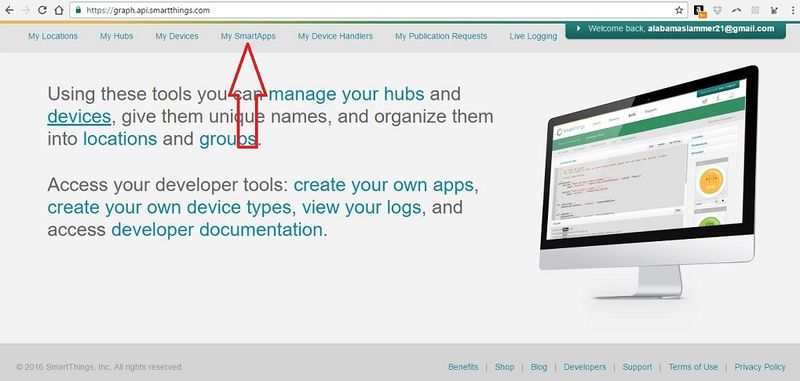 https://graph.api.smartthings.com
My Locations My Hubs My Devices My SmartApps My Device Handlers My Publication Requests Live Logging Welcome back, alabamaslammer21@gmail.com
Using these tools you can manage your hubs and
devices, give them unique names, and organize them
into locations and groups.
Access your developer tools: create your own apps,
create your own device types, view your logs, and
access developer documentation.
SmartThings
© 2016 SmartThings, Inc. All rights reserved.
Benefits | Shop | Blog | Developers | Support | Terms of Use | Privacy Policy